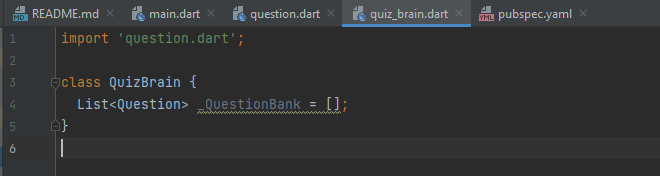 README.md main.dart question.dart quiz_brain.dart pubspec.yaml
1 import 'question.dart';
2
3 class QuizBrain {
4 List<Question> _QuestionBank = [];
5 }
6